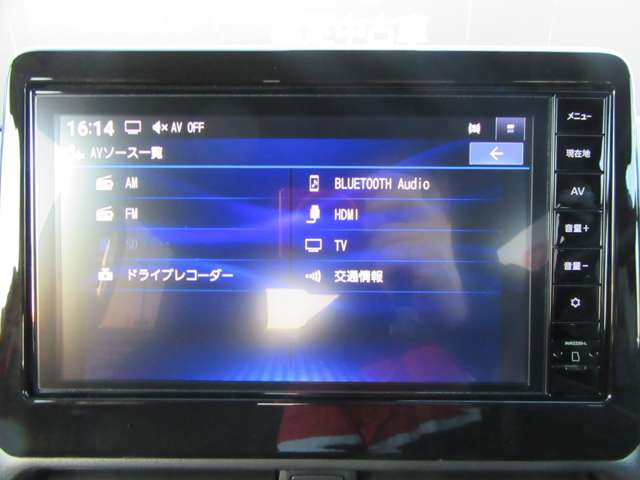 16:14 AV OFF
AVソース一覧
AM
BLUETOOTH Audio
FM
HDMI
SD
TV
ドライブレコーダー
交通情報
メニュー
現在地
AV
音量+
音量-